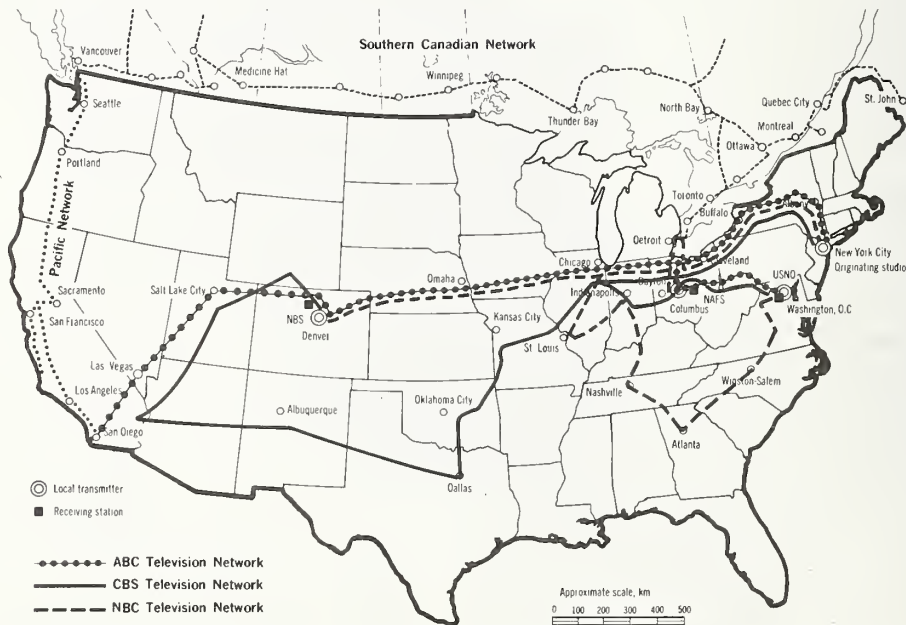 Southern Canadian Network
Vancouver
Medicine Hat
Winnipeg
Thunder Bay
North Bay
Quebec City
St. John
Montreal
Ottawa
Toronto
Buffalo
Detroit
Albany
New York City
Originating studio
Seattle
Portland
Pacific Network
Sacramento
San Francisco
Salt Lake City
Las Vegas
Los Angeles
San Diego
NBS
Denver
Omaha
Chicago
Cleveland
Dayton
Indianapolis
Columbus
NAFS
USNO
Washington, D.C
Kansas City
St. Louis
Nashville
Winston-Salem
Atlanta
Albuquerque
Oklahoma City
Dallas
Local transmitter
Receiving station
ABC Television Network
CBS Television Network
NBC Television Network
Approximate scale, km
0 100 200 300 400 500